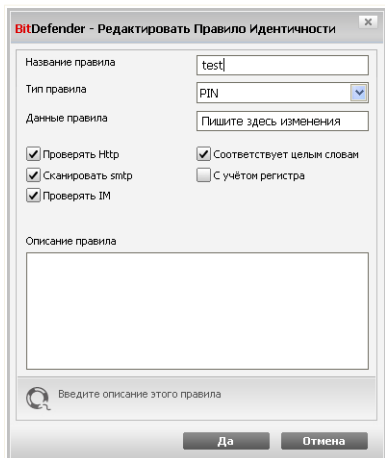 BitDefender - Редактировать Правило Идентичности
Название правила
test
Тип правила
PIN
Данные правила
Пишите здесь изменения
Проверять Http
Соответствует целым словам
Сканировать smtp
С учётом регистра
Проверять IM
Описание правила
Введите описание этого правила
Да
Отмена